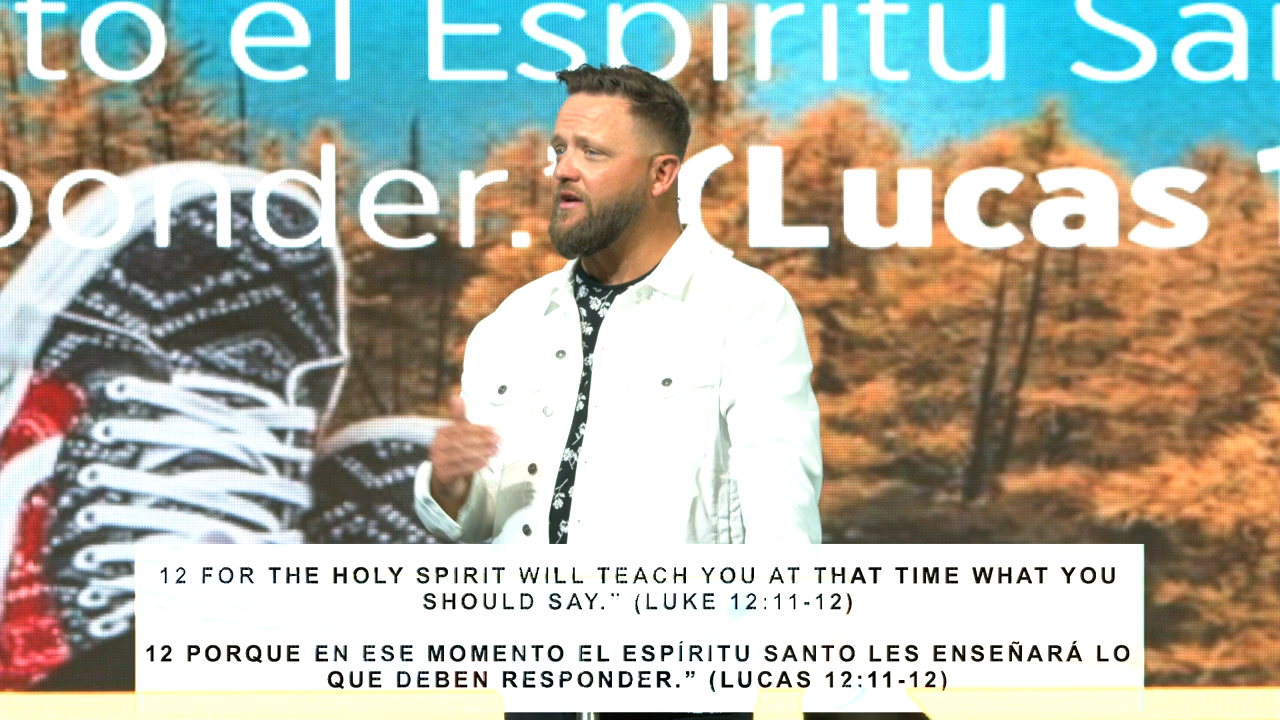 to el Espíritu Sa
ponder.” (Lucas 1
12 FOR THE HOLY SPIRIT WILL TEACH YOU AT THAT TIME WHAT YOU
SHOULD SAY.” (LUKE 12:11-12)
12 PORQUE EN ESE MOMENTO EL ESPÍRITU SANTO LES ENSEÑARÁ LO
QUE DEBEN RESPONDER.” (LUCAS 12:11-12)